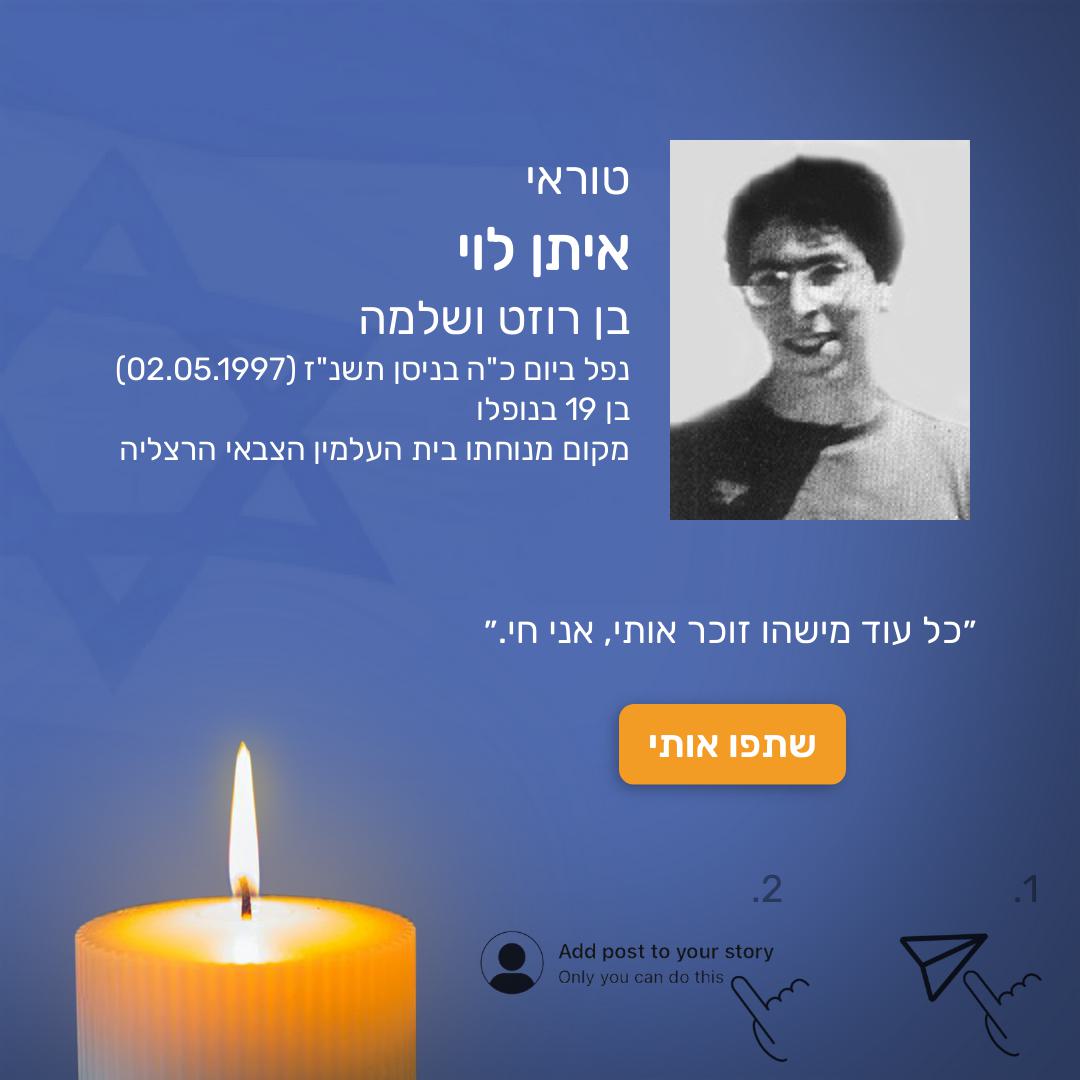 טוראי
איתן לוי
בן רוזט ושלמה
נפל ביום כ"ה בניסן תשנ"ז (02.05.1997)
בן 19 בנופלו
מקום מנוחתו בית העלמין הצבאי הרצליה
״כל עוד מישהו זוכר אותי, אני חי.״
שתפו אותי
1.
2.
Add post to your story
Only you can do this